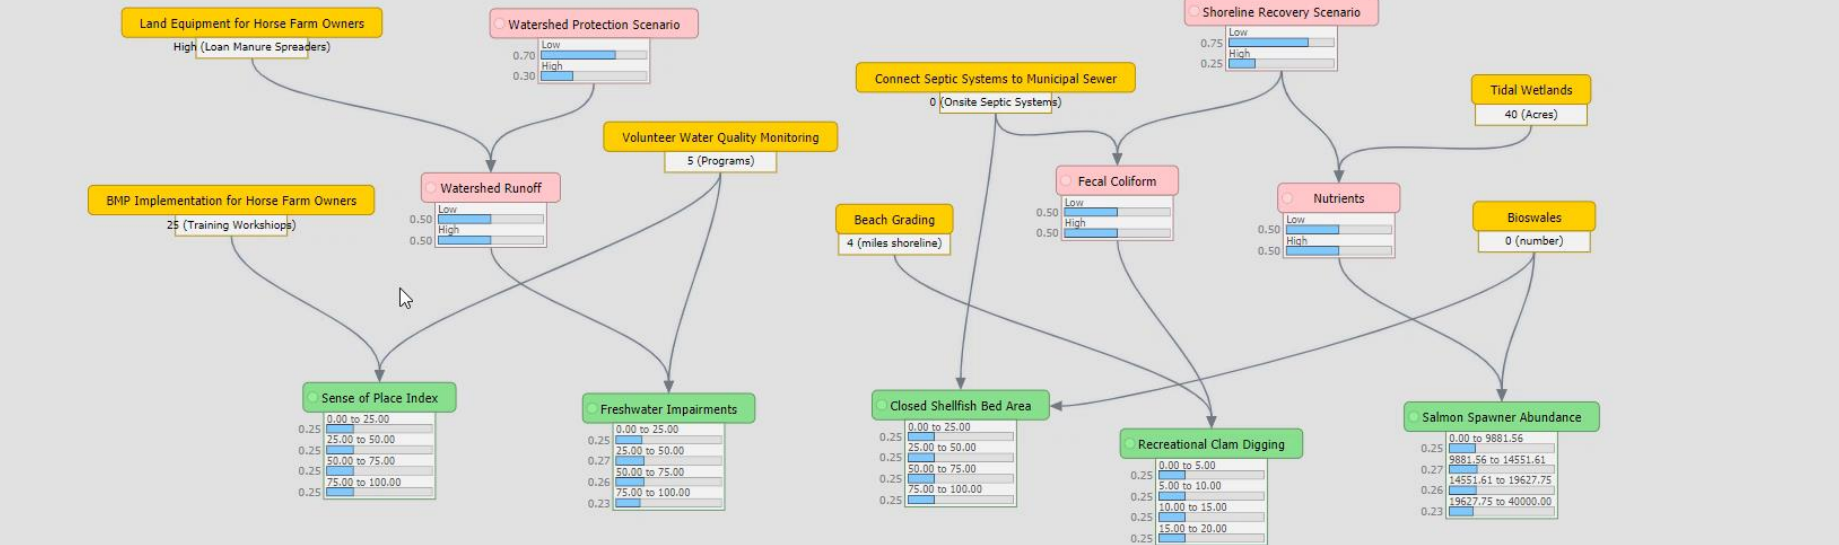 Land Equipment for Horse Farm Owners
High (Loan Manure Spreaders)
Watershed Protection Scenario
Low
0.70
High
0.30
Shoreline Recovery Scenario
Low
0.75
High
0.25
Connect Septic Systems to Municipal Sewer
0 (Onsite Septic Systems)
Tidal Wetlands
40 (Acres)
Volunteer Water Quality Monitoring
5 (Programs)
BMP Implementation for Horse Farm Owners
25 (Training Workshiops)
Watershed Runoff
Low
0.50
High
0.50
Fecal Coliform
Low
0.50
High
0.50
Nutrients
Low
0.50
High
0.50
Beach Grading
4 (miles shoreline)
Bioswales
0 (number)
Sense of Place Index
0.00 to 25.00
0.25
25.00 to 50.00
0.25
50.00 to 75.00
0.25
75.00 to 100.00
0.25
Freshwater Impairments
0.00 to 25.00
0.25
25.00 to 50.00
0.27
50.00 to 75.00
0.26
75.00 to 100.00
0.23
Closed Shellfish Bed Area
0.00 to 25.00
0.25
25.00 to 50.00
0.25
50.00 to 75.00
0.25
75.00 to 100.00
0.25
Recreational Clam Digging
0.00 to 5.00
0.25
5.00 to 10.00
0.25
10.00 to 15.00
0.25
15.00 to 20.00
0.25
Salmon Spawner Abundance
0.00 to 9881.56
0.25
9881.56 to 14551.61
0.27
14551.61 to 19627.75
0.26
19627.75 to 40000.00
0.23